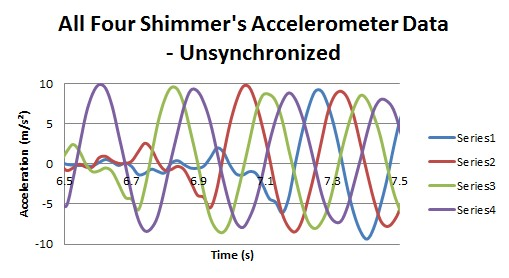 All Four Shimmer's Accelerometer Data
- Unsynchronized
Acceleration (m/s²)
10
5
0
-5
-10
6.5
6.7
6.9
7.1
7.3
7.5
Time (s)
Series1
Series2
Series3
Series4